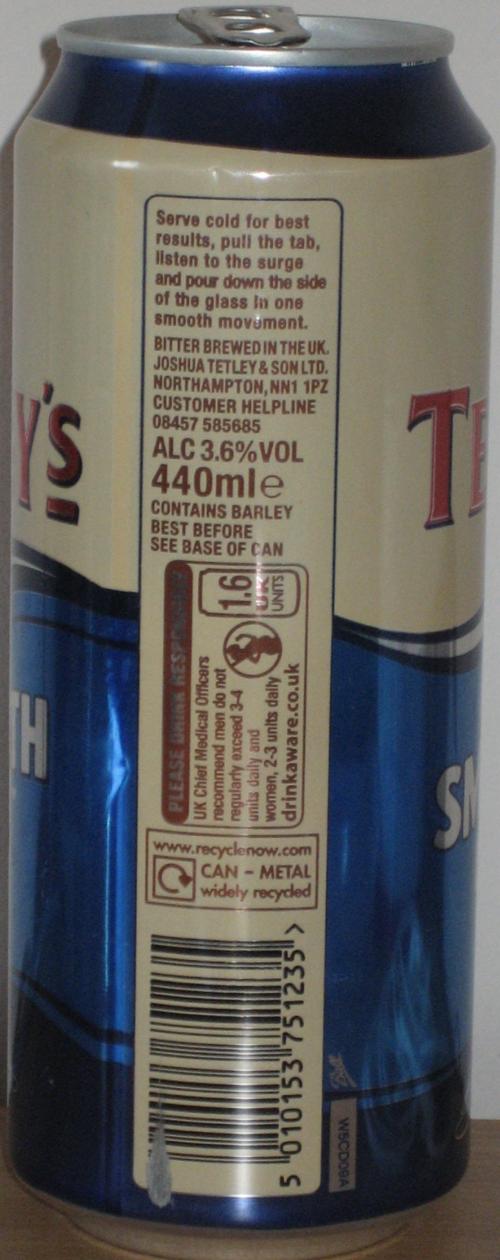 Serve cold for best
results, pull the tab,
listen to the surge
and pour down the side
of the glass in one
smooth movement.
BITTER BREWED IN THE UK.
JOSHUA TETLEY & SON LTD.
NORTHAMPTON, NN1 1PZ
CUSTOMER HELPLINE
08457 585685
ALC 3.6%VOL
440ml e
CONTAINS BARLEY
BEST BEFORE
SEE BASE OF CAN
PLEASE DRINK RESPONSIBLY
1.6 UK UNITS
UK Chief Medical Officers
recommend men do not
regularly exceed 3-4
units daily and
women, 2-3 units daily
drinkaware.co.uk
www.recyclenow.com
CAN - METAL
widely recycled
5 010153 751235 >
Ball
W5CD09A
Y'S
TH
TE
SM